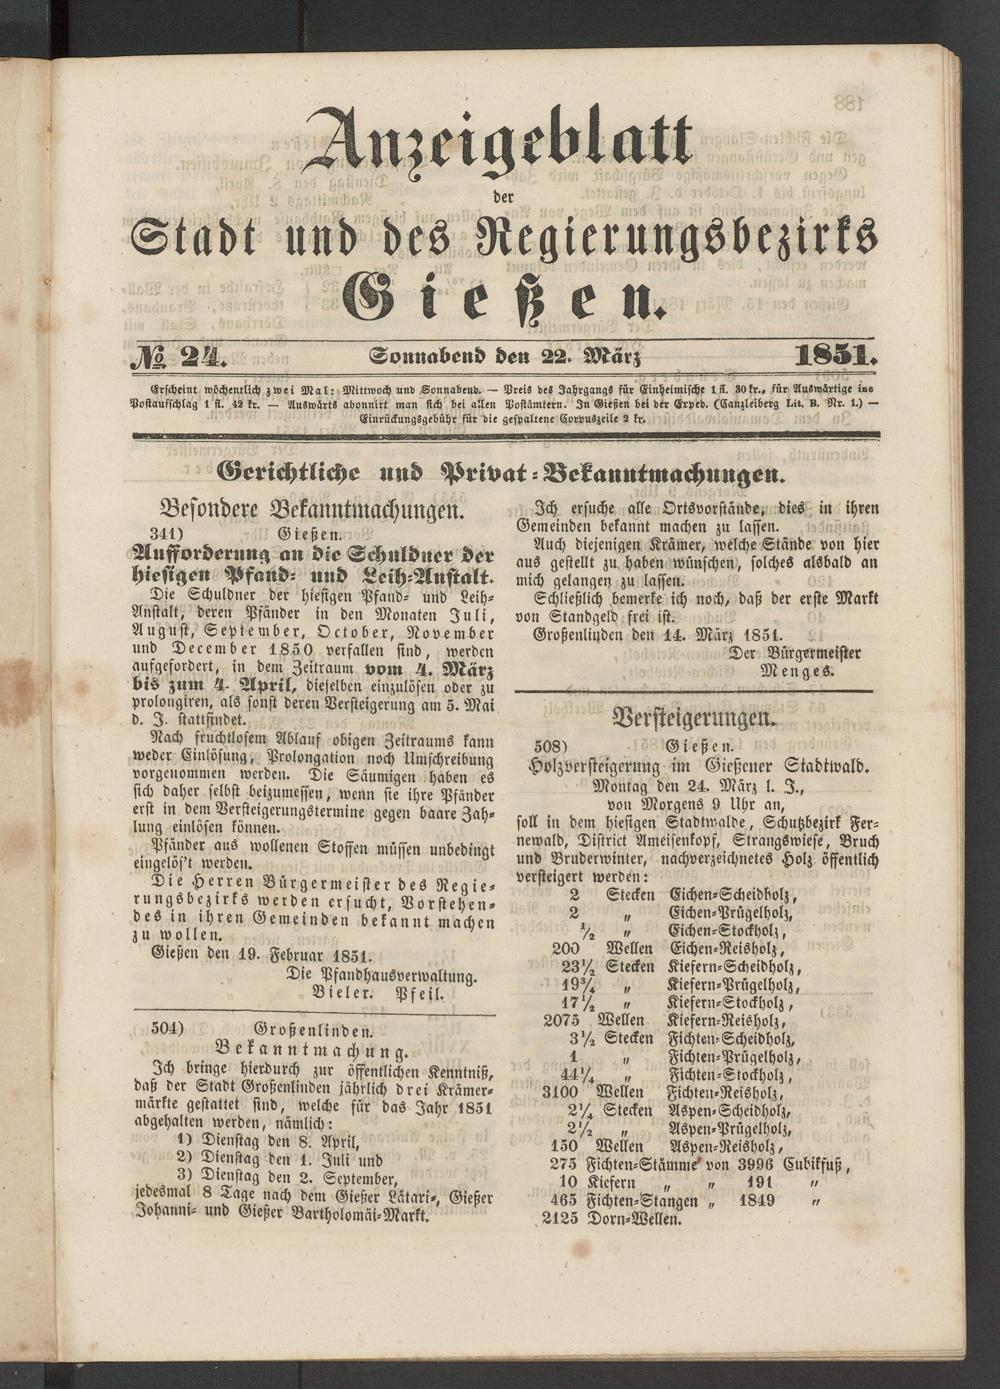 Anzeigeblatt
der
Stadt und des Regierungsbezirks
Gießen.
№ 24.
Sonnabend den 22. März
1851.
Erscheint wöchentlich zwei Mal: Mittwoch und Sonnabend. — Preis des Jahrgangs für Einheimische 1 fl. 30 kr., für Auswärtige inc
Postaufschlag 1 fl. 42 kr. — Auswärts abonnirt man sich bei allen Postämtern. In Gießen bei der Exped. (Canzleiberg Lit. B. Nr. 1.) —
Einrückungsgebühr für die gespaltene Corpuszeile 2 kr.
Gerichtliche und Privat-Bekanntmachungen.
Besondere Bekanntmachungen.
341) Gießen.
Aufforderung an die Schuldner der
hiesigen Pfand- und Leih-Anstalt.
Die Schuldner der hiesigen Pfand- und Leih-
Anstalt, deren Pfänder in den Monaten Juli,
August, September, October, November
und December 1850 verfallen sind, werden
aufgefordert, in dem Zeitraum vom 4. März
bis zum 4. April, dieselben einzulösen oder zu
prolongiren, als sonst deren Versteigerung am 5. Mai
d. J. stattfindet.
Nach fruchtlosem Ablauf obigen Zeitraums kann
weder Einlösung, Prolongation noch Umschreibung
vorgenommen werden. Die Säumigen haben es
sich daher selbst beizumessen, wenn sie ihre Pfänder
erst in dem Versteigerungstermine gegen baare Zah-
lung einlösen können.
Pfänder aus wollenen Stoffen müssen unbedingt
eingelös't werden.
Die Herren Bürgermeister des Regie-
rungsbezirks werden ersucht, Vorstehen-
des in ihren Gemeinden bekannt machen
zu wollen.
Gießen den 19. Februar 1851.
Die Pfandhausverwaltung.
Bieler. Pfeil.
504) Großenlinden.
Bekanntmachung.
Ich bringe hierdurch zur öffentlichen Kenntniß,
daß der Stadt Großenlinden jährlich drei Krämer-
märkte gestattet sind, welche für das Jahr 1851
abgehalten werden, nämlich:
1) Dienstag den 8. April,
2) Dienstag den 1. Juli und
3) Dienstag den 2. September,
jedesmal 8 Tage nach dem Gießer Lätari-, Gießer
Johanni- und Gießer Bartholomäi-Markt.
Ich ersuche alle Ortsvorstände, dies in ihren
Gemeinden bekannt machen zu lassen.
Auch diejenigen Krämer, welche Stände von hier
aus gestellt zu haben wünschen, solches alsbald an
mich gelangen zu lassen.
Schließlich bemerke ich noch, daß der erste Markt
von Standgeld frei ist.
Großenlinden den 14. März 1851.
Der Bürgermeister
Menges.
Versteigerungen.
508) Gießen.
Holzversteigerung im Gießener Stadtwald.
Montag den 24. März l. J.,
von Morgens 9 Uhr an,
soll in dem hiesigen Stadtwalde, Schutzbezirk Fer-
newald, District Ameisenkopf, Strangswiese, Bruch
und Bruderwinter, nachverzeichnetes Holz öffentlich
versteigert werden:
2 Stecken Eichen-Scheidholz,
2 „ Eichen-Prügelholz,
½ „ Eichen-Stockholz,
200 Wellen Eichen-Reisholz,
23½ Stecken Kiefern-Scheidholz,
19¾ „ Kiefern-Prügelholz,
17½ „ Kiefern-Stockholz,
2075 Wellen Kiefern-Reisholz,
3½ Stecken Fichten-Scheidholz,
1 „ Fichten-Prügelholz,
44¼ „ Fichten-Stockholz,
3100 Wellen Fichten-Reisholz,
2¼ Stecken Aspen-Scheidholz,
2½ „ Aspen-Prügelholz,
150 Wellen Aspen-Reisholz,
275 Fichten-Stämme von 3996 Cubikfuß,
10 Kiefern „ „ 191 „
465 Fichten-Stangen „ 1849 „
2125 Dorn-Wellen.